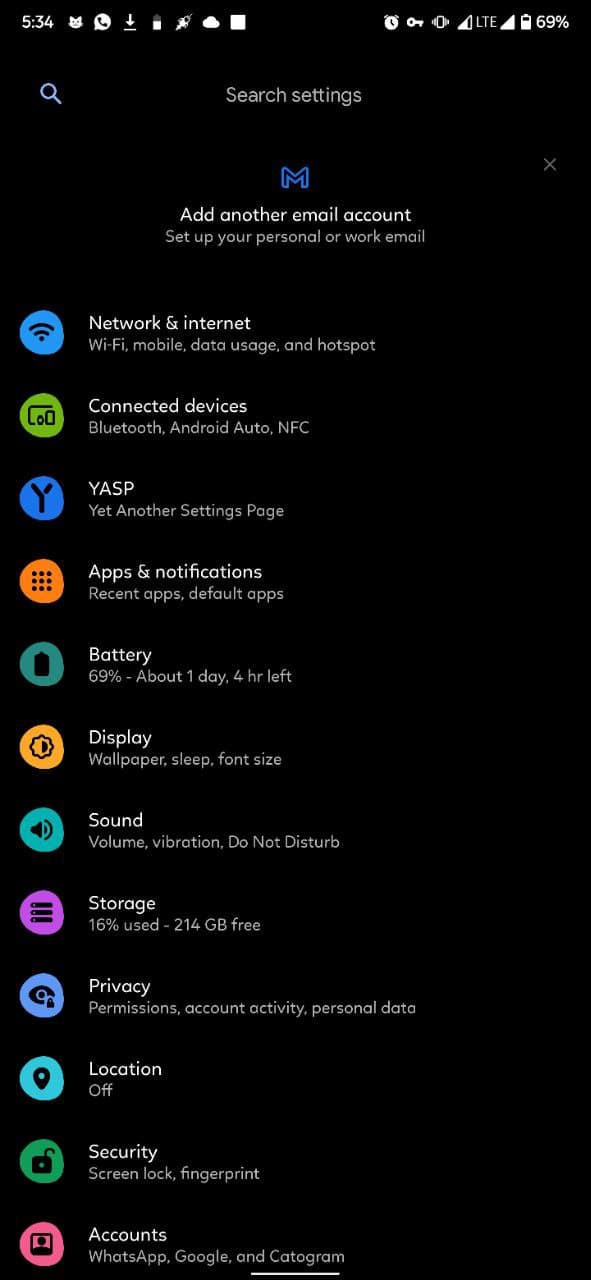 5:34 LTE 69%
Search settings
Add another email account
Set up your personal or work email
Network & internet
Wi-Fi, mobile, data usage, and hotspot
Connected devices
Bluetooth, Android Auto, NFC
YASP
Yet Another Settings Page
Apps & notifications
Recent apps, default apps
Battery
69% - About 1 day, 4 hr left
Display
Wallpaper, sleep, font size
Sound
Volume, vibration, Do Not Disturb
Storage
16% used - 214 GB free
Privacy
Permissions, account activity, personal data
Location
Off
Security
Screen lock, fingerprint
Accounts
WhatsApp, Google, and Catogram